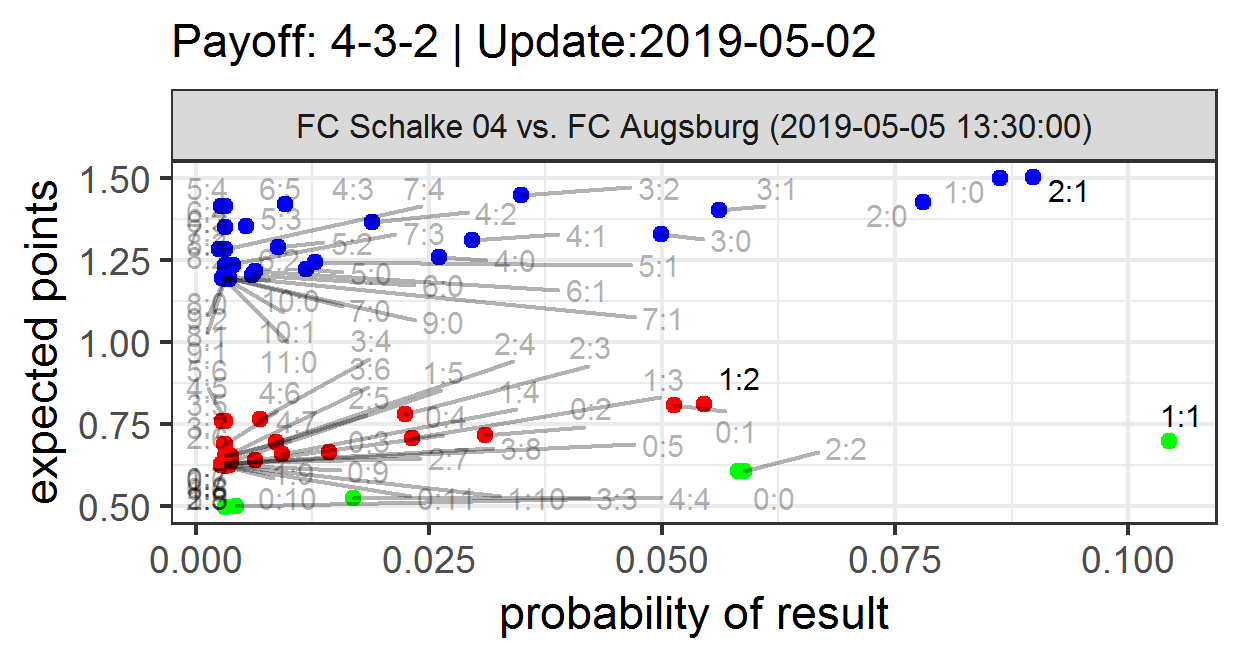 Payoff: 4-3-2 | Update:2019-05-02
FC Schalke 04 vs. FC Augsburg (2019-05-05 13:30:00)
expected points
1.50
1.25
1.00
0.75
0.50
5:4 6:5 4:3 7:4 3:2 3:1 1:0 2:1
5:3 4:2 2:0
5:2 7:3 4:1 3:0
5:0 4:0 5:1
6:0 6:1
10:0 7:0 9:0 7:1
10:1
11:0 3:4 2:4 2:3
5:6 3:6 1:5 1:3 1:2
4:6 2:5 1:4
4:7 0:4 0:2 1:1
0:3 0:1
3:8 0:5 2:2
1:9 0:9 2:7
0:10 0:11 1:10 3:3 4:4 0:0
0.000 0.025 0.050 0.075 0.100
probability of result